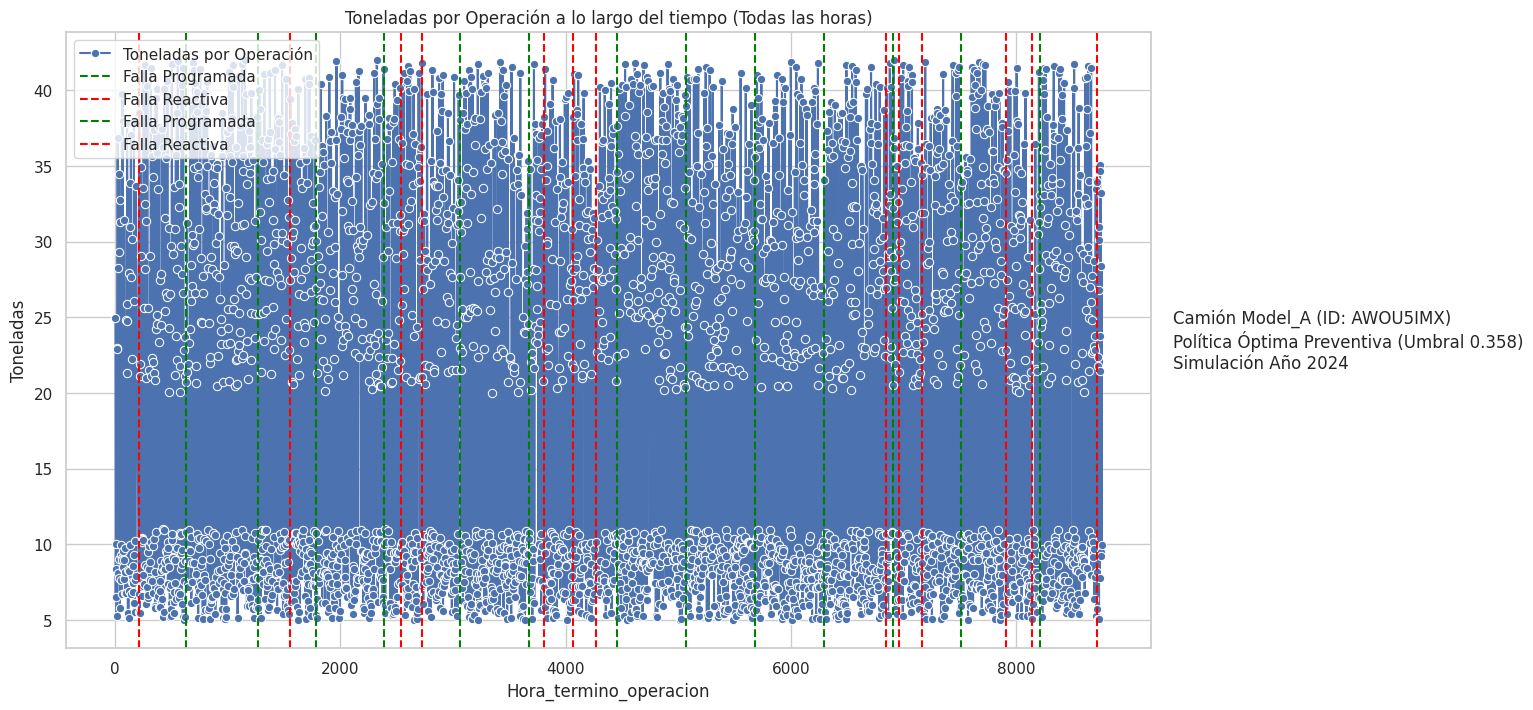 Toneladas por Operación a lo largo del tiempo (Todas las horas)
Toneladas por Operación
Falla Programada
Falla Reactiva
Falla Programada
Falla Reactiva
Toneladas
40
35
30
25
20
15
10
5
0
2000
4000
6000
8000
Hora_termino_operacion
Camión Model_A (ID: AWOU5IMX)
Política Óptima Preventiva (Umbral 0.358)
Simulación Año 2024